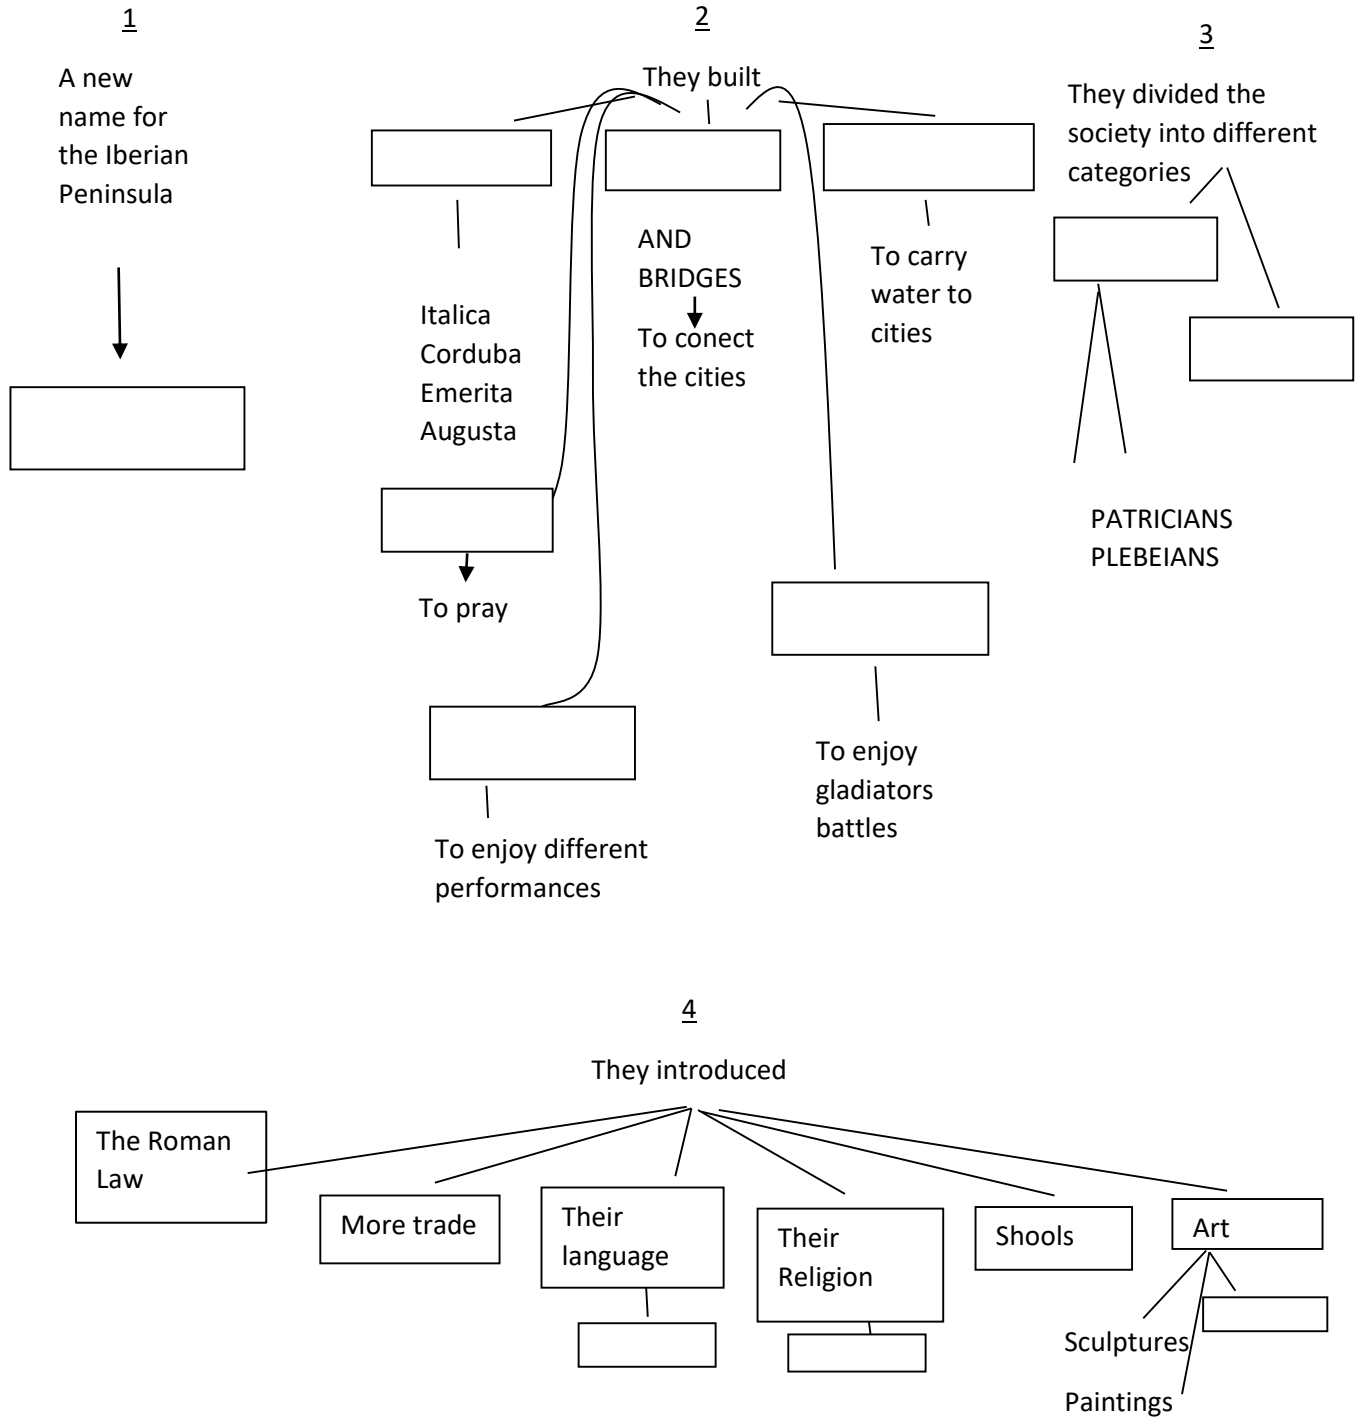 1
A new
name for
the Iberian
Peninsula
2
They built
Italica
Corduba
Emerita
Augusta
AND
BRIDGES
To conect
the cities
To carry
water to
cities
To pray
To enjoy different
performances
To enjoy
gladiators
battles
3
They divided the
society into different
categories
PATRICIANS
PLEBEIANS
4
They introduced
The Roman
Law
More trade
Their
language
Their
Religion
Shools
Art
Sculptures
Paintings